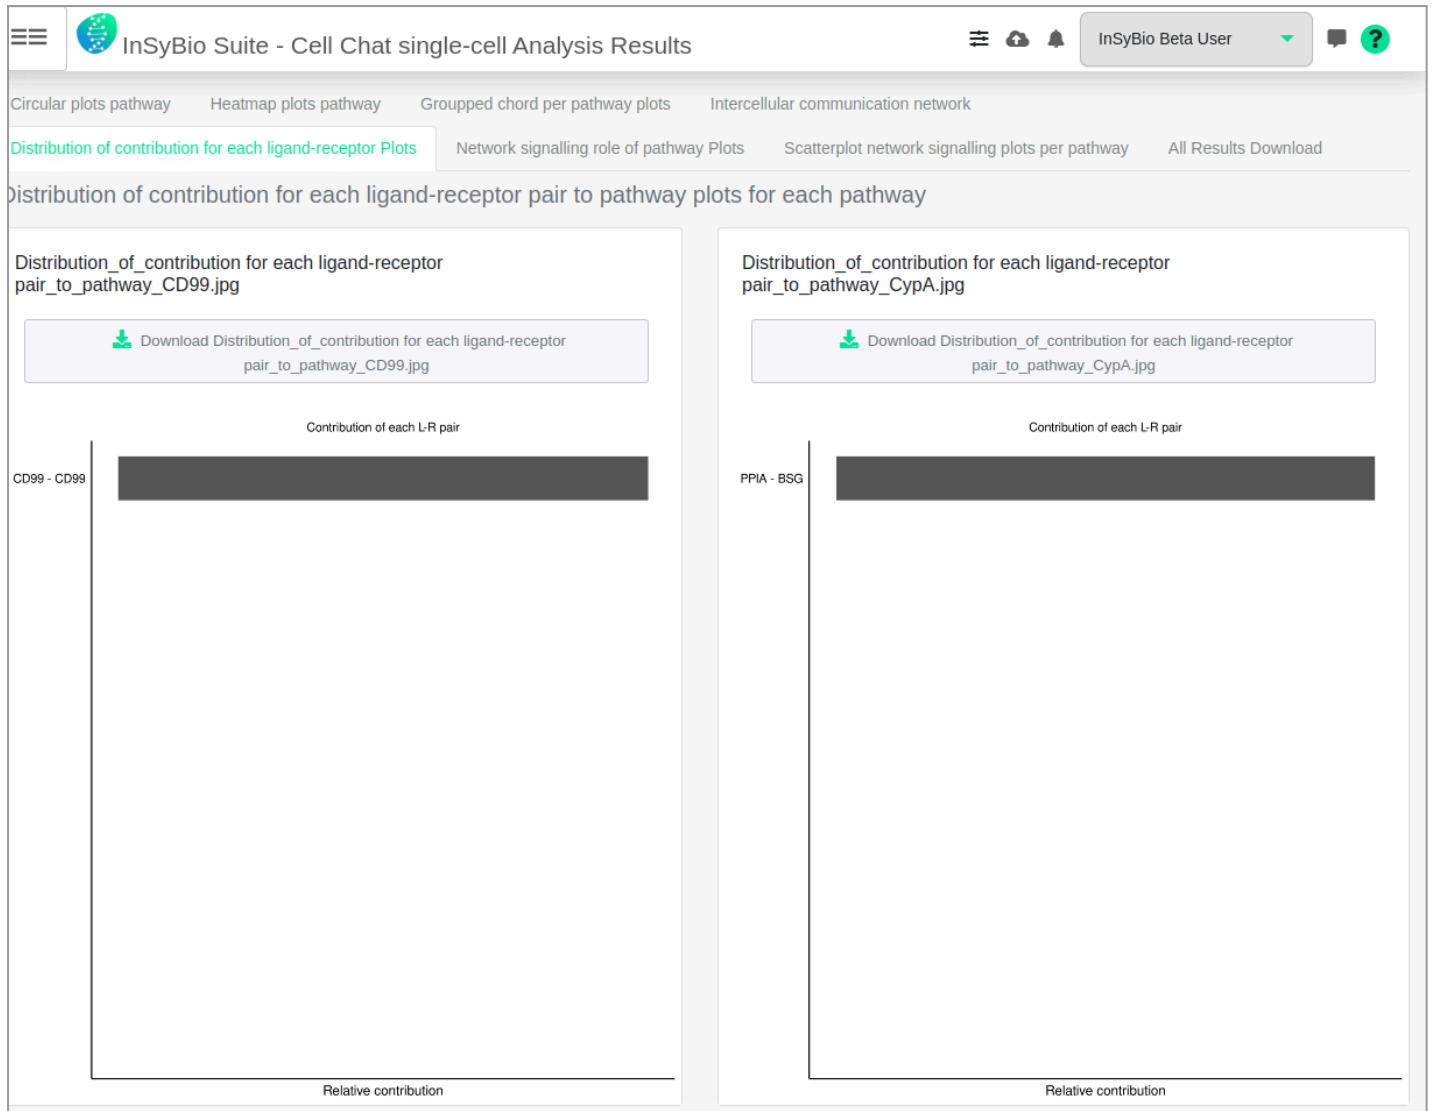 InSyBio Suite - Cell Chat single-cell Analysis Results
InSyBio Beta User
?
Circular plots pathway
Heatmap plots pathway
Groupped chord per pathway plots
Intercellular communication network
Distribution of contribution for each ligand-receptor Plots
Network signalling role of pathway Plots
Scatterplot network signalling plots per pathway
All Results Download
Distribution of contribution for each ligand-receptor pair to pathway plots for each pathway
Distribution_of_contribution for each ligand-receptor
pair_to_pathway_CD99.jpg
Download Distribution_of_contribution for each ligand-receptor
pair_to_pathway_CD99.jpg
Contribution of each L-R pair
CD99 - CD99
Relative contribution
Distribution_of_contribution for each ligand-receptor
pair_to_pathway_CypA.jpg
Download Distribution_of_contribution for each ligand-receptor
pair_to_pathway_CypA.jpg
Contribution of each L-R pair
PPIA - BSG
Relative contribution